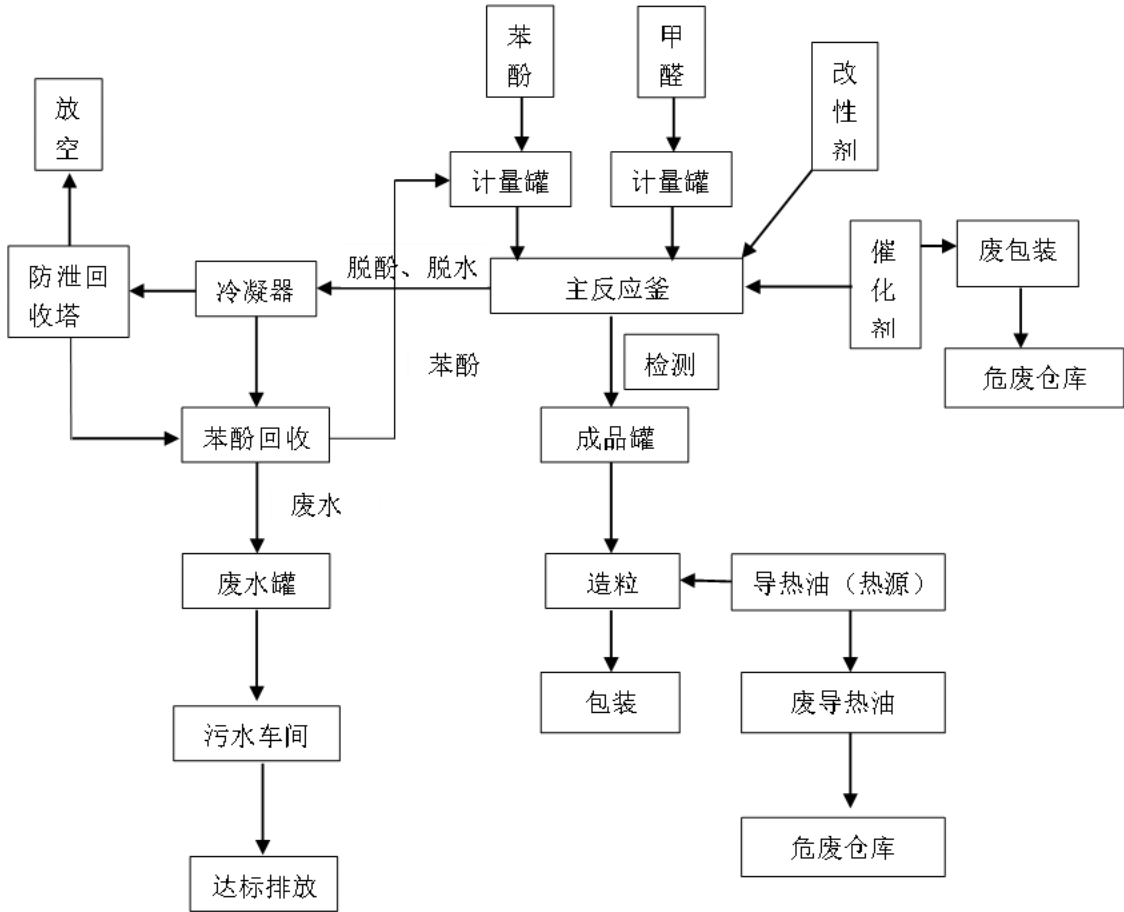 苯
酚
甲
醛
改
性
剂
放
空
计量罐
计量罐
催
化
剂
废包装
防泄回
收塔
冷凝器
脱酚、脱水
主反应釜
危废仓库
苯酚
检测
苯酚回收
成品罐
废水
废水罐
造粒
导热油（热源）
包装
废导热油
污水车间
危废仓库
达标排放